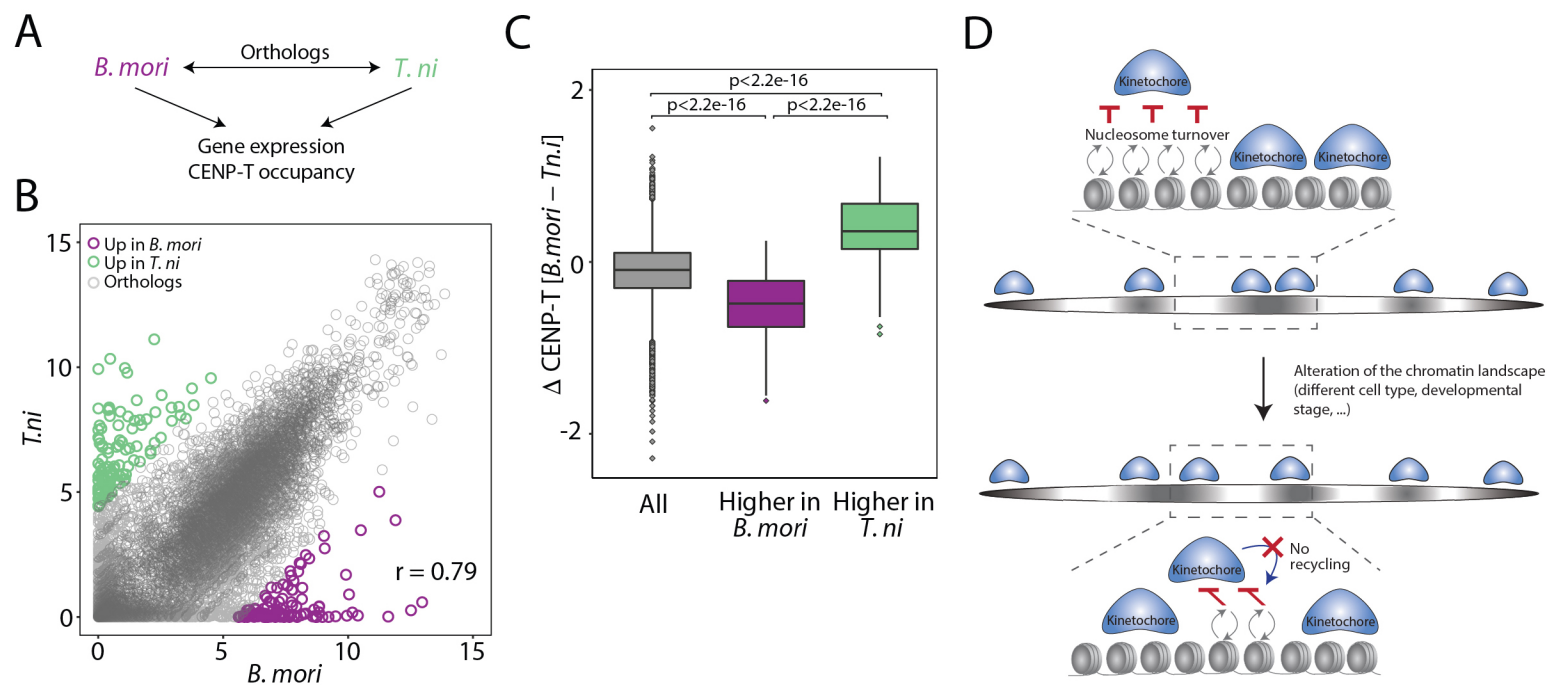 A
B. mori
Orthologs
T. ni
Gene expression
CENP-T occupancy
B
15
10
5
0
T.ni
Up in B. mori
Up in T. ni
Orthologs
r = 0.79
0
5
10
15
B. mori
C
Δ CENP-T [B.mori – Tn.i]
2
0
-2
p<2.2e-16
p<2.2e-16
p<2.2e-16
All
Higher in
B. mori
Higher in
T. ni
D
Kinetochore
Nucleosome turnover
Kinetochore
Kinetochore
Alteration of the chromatin landscape
(different cell type, developmental
stage, ...)
No
recycling
Kinetochore
Kinetochore
Kinetochore